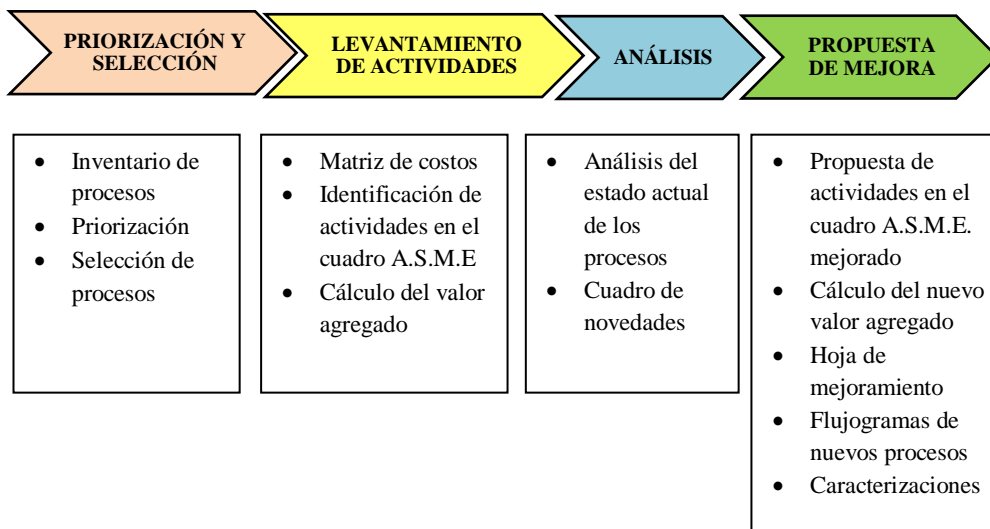 PRIORIZACIÓN Y
SELECCIÓN
LEVANTAMIENTO
DE ACTIVIDADES
ANÁLISIS
PROPUESTA
DE MEJORA
• Inventario de
procesos
• Priorización
• Selección de
procesos
• Matriz de costos
• Identificación de
actividades en el
cuadro A.S.M.E
• Cálculo del valor
agregado
• Análisis del
estado actual
de los
procesos
• Cuadro de
novedades
• Propuesta de
actividades en el
cuadro A.S.M.E.
mejorado
• Cálculo del nuevo
valor agregado
• Hoja de
mejoramiento
• Flujogramas de
nuevos procesos
• Caracterizaciones